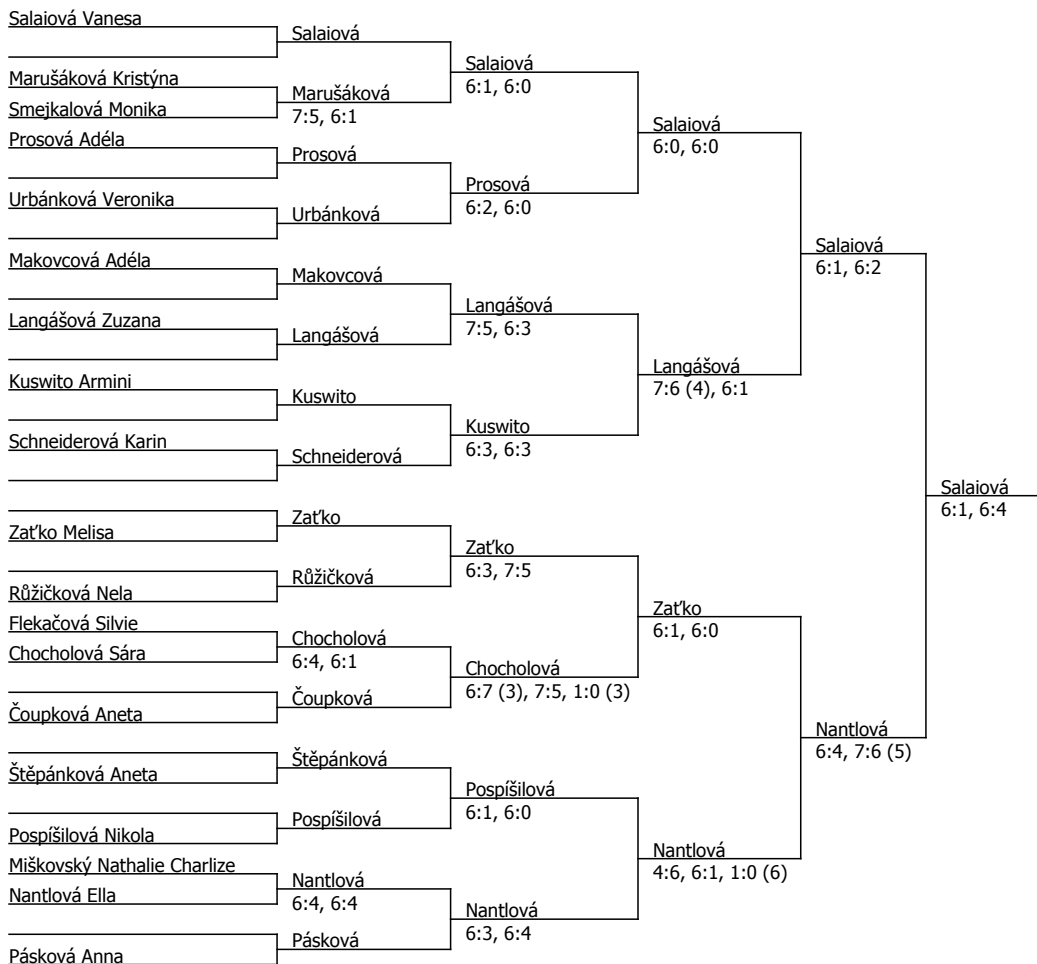 Salaiová Vanesa
Marušáková Kristýna
Smejkalová Monika
Prosová Adéla
Urbánková Veronika
Makovcová Adéla
Langášová Zuzana
Kuswito Armini
Schneiderová Karin
Zaťko Melisa
Růžičková Nela
Flekačová Silvie
Chocholová Sára
Čoupková Aneta
Štěpánková Aneta
Pospíšilová Nikola
Miškovský Nathalie Charlize
Nantlová Ella
Pásková Anna
Salaiová
Marušáková
7:5, 6:1
Prosová
Urbánková
Makovcová
Langášová
Kuswito
Schneiderová
Zaťko
Růžičková
Chocholová
6:4, 6:1
Čoupková
Štěpánková
Pospíšilová
Nantlová
6:4, 6:4
Pásková
Salaiová
6:1, 6:0
Prosová
6:2, 6:0
Langášová
7:5, 6:3
Kuswito
6:3, 6:3
Zaťko
6:3, 7:5
Chocholová
6:7 (3), 7:5, 1:0 (3)
Pospíšilová
6:1, 6:0
Nantlová
6:3, 6:4
Salaiová
6:0, 6:0
Langášová
7:6 (4), 6:1
Zaťko
6:1, 6:0
Nantlová
4:6, 6:1, 1:0 (6)
Salaiová
6:1, 6:2
Nantlová
6:4, 7:6 (5)
Salaiová
6:1, 6:4